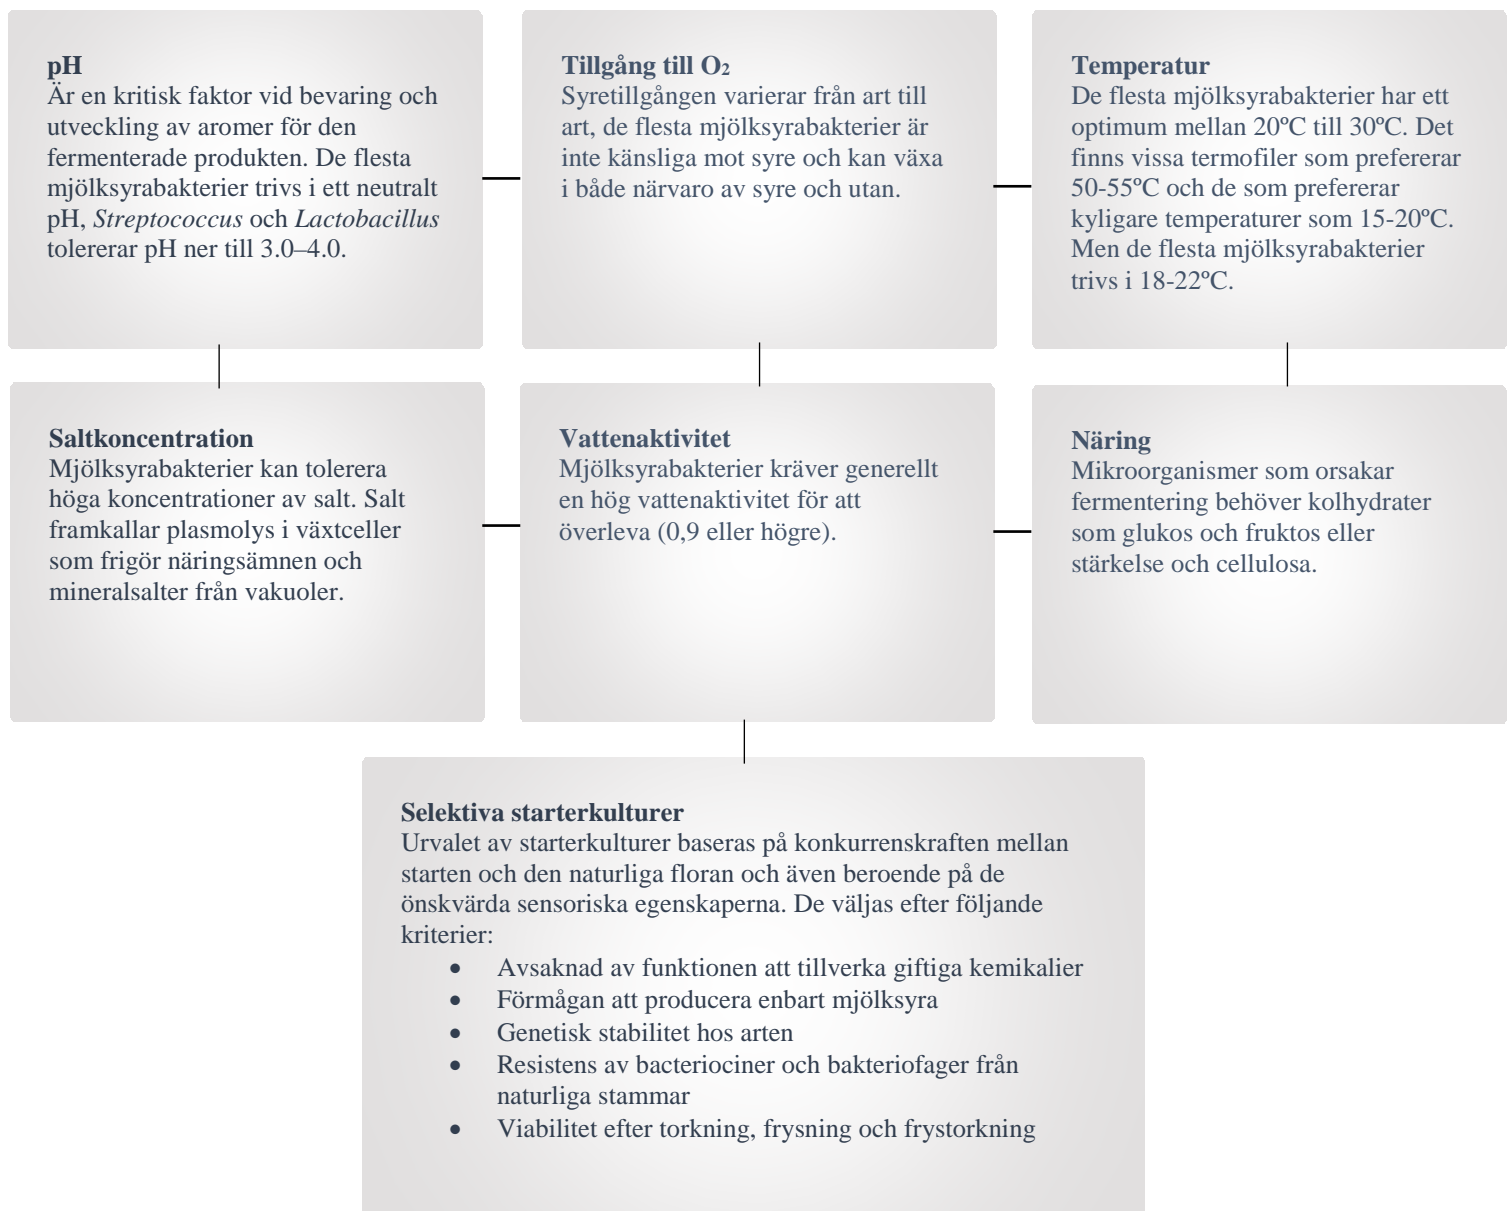 pH
Är en kritisk faktor vid bevaring och
utveckling av aromer för den
fermenterade produkten. De flesta
mjölksyrabakterier trivs i ett neutralt
pH, Streptococcus och Lactobacillus
tolererar pH ner till 3.0–4.0.
Tillgång till O2
Syretillgången varierar från art till
art, de flesta mjölksyrabakterier är
inte känsliga mot syre och kan växa
i både närvaro av syre och utan.
Temperatur
De flesta mjölksyrabakterier har ett
optimum mellan 20ºC till 30ºC. Det
finns vissa termofiler som prefererar
50-55ºC och de som prefererar
kyligare temperaturer som 15-20ºC.
Men de flesta mjölksyrabakterier
trivs i 18-22ºC.
Saltkoncentration
Mjölksyrabakterier kan tolerera
höga koncentrationer av salt. Salt
framkallar plasmolys i växtceller
som frigör näringsämnen och
mineralsalter från vakuoler.
Vattenaktivitet
Mjölksyrabakterier kräver generellt
en hög vattenaktivitet för att
överleva (0,9 eller högre).
Näring
Mikroorganismer som orsakar
fermentering behöver kolhydrater
som glukos och fruktos eller
stärkelse och cellulosa.
Selektiva starterkulturer
Urvalet av starterkulturer baseras på konkurrenskraften mellan
starten och den naturliga floran och även beroende på de
önskvärda sensoriska egenskaperna. De väljas efter följande
kriterier:
• Avsaknad av funktionen att tillverka giftiga kemikalier
• Förmågan att producera enbart mjölksyra
• Genetisk stabilitet hos arten
• Resistens av bacteriociner och bakteriofager från
naturliga stammar
• Viabilitet efter torkning, frysning och frystorkning